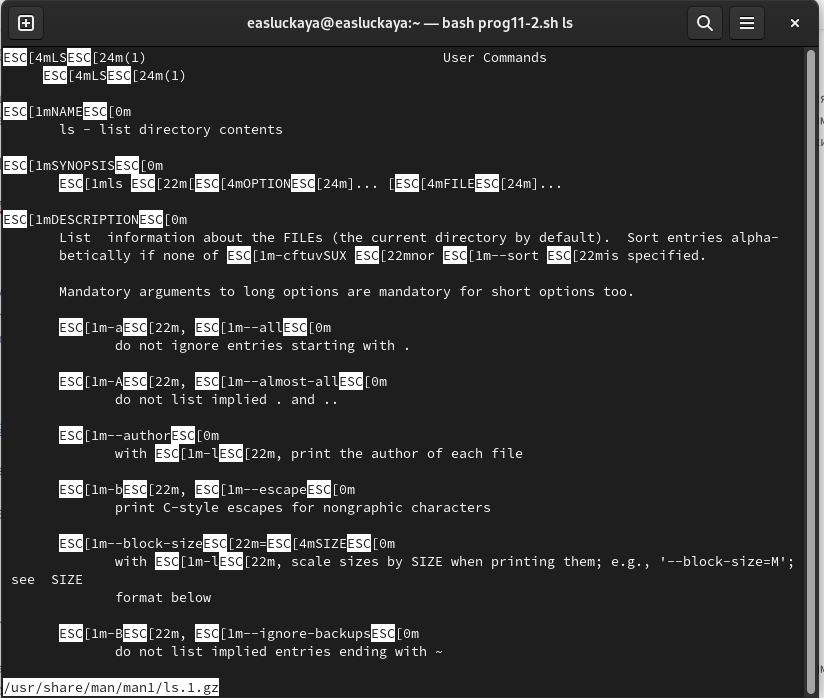 easluckaya@easluckaya:~ — bash prog11-2.sh ls
ESC[4mLSESC[24m(1)                                     User Commands
     ESC[4mLSESC[24m(1)
ESC[1mNAMEESC[0m
       ls - list directory contents
ESC[1mSYNOPSISESC[0m
       ESC[1mls ESC[22m[ESC[4mOPTIONESC[24m]... [ESC[4mFILEESC[24m]...
ESC[1mDESCRIPTIONESC[0m
       List  information about the FILEs (the current directory by default).  Sort entries alpha-
       betically if none of ESC[1m-cftuvSUX ESC[22mnor ESC[1m--sort ESC[22mis specified.
       Mandatory arguments to long options are mandatory for short options too.
       ESC[1m-aESC[22m, ESC[1m--allESC[0m
              do not ignore entries starting with .
       ESC[1m-AESC[22m, ESC[1m--almost-allESC[0m
              do not list implied . and ..
       ESC[1m--authorESC[0m
              with ESC[1m-lESC[22m, print the author of each file
       ESC[1m-bESC[22m, ESC[1m--escapeESC[0m
              print C-style escapes for nongraphic characters
       ESC[1m--block-sizeESC[22m=ESC[4mSIZEESC[0m
              with ESC[1m-lESC[22m, scale sizes by SIZE when printing them; e.g., '--block-size=M';
 see  SIZE
              format below
       ESC[1m-BESC[22m, ESC[1m--ignore-backupsESC[0m
              do not list implied entries ending with ~
/usr/share/man/man1/ls.1.gz